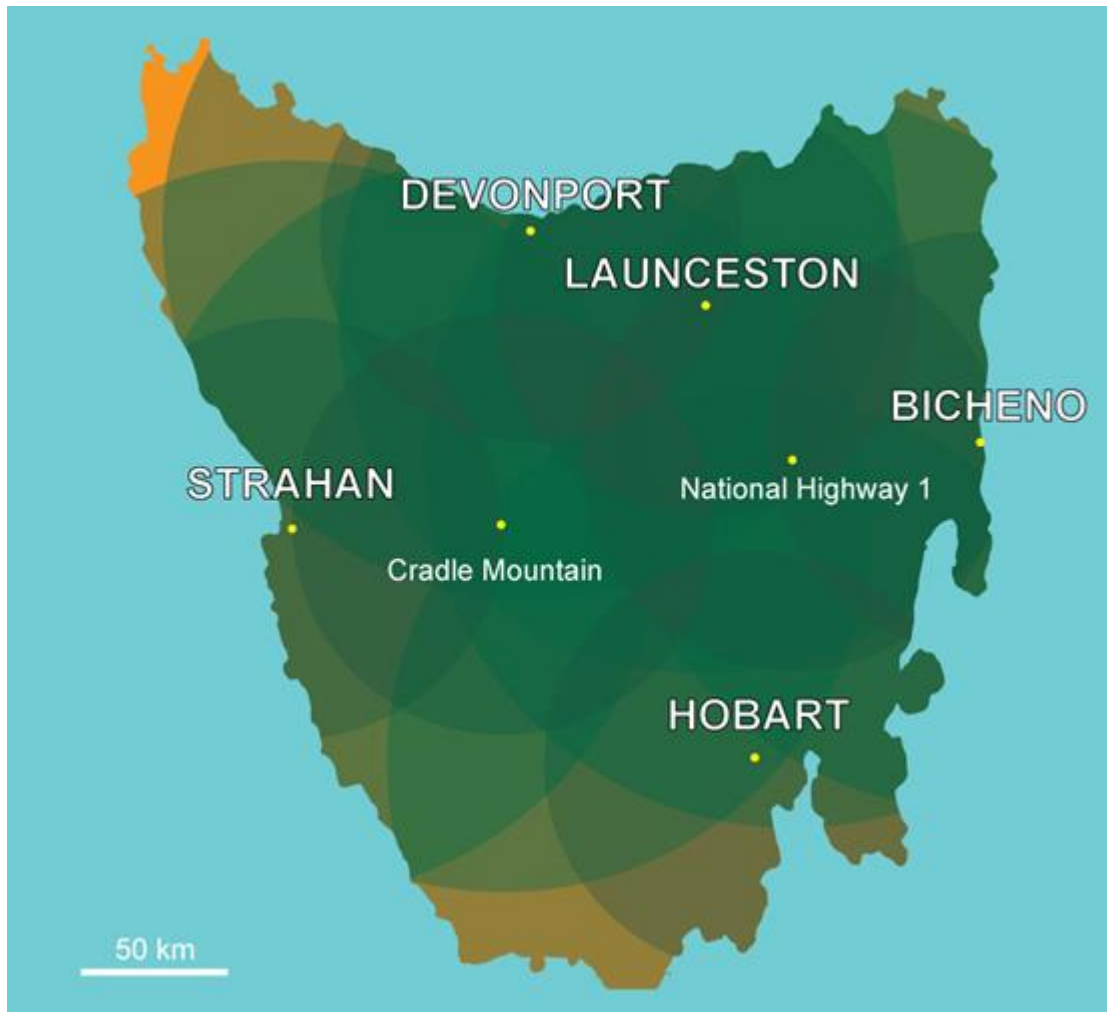 DEVONPORT
LAUNCESTON
BICHENO
STRAHAN
National Highway 1
Cradle Mountain
HOBART
50 km